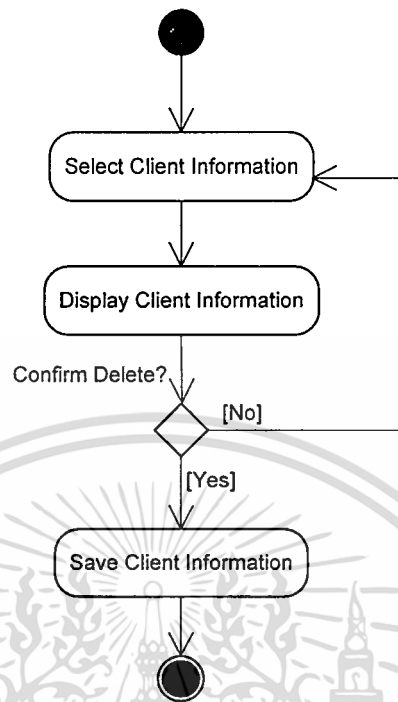 Select Client Information
Display Client Information
Confirm Delete?
[No]
[Yes]
Save Client Information